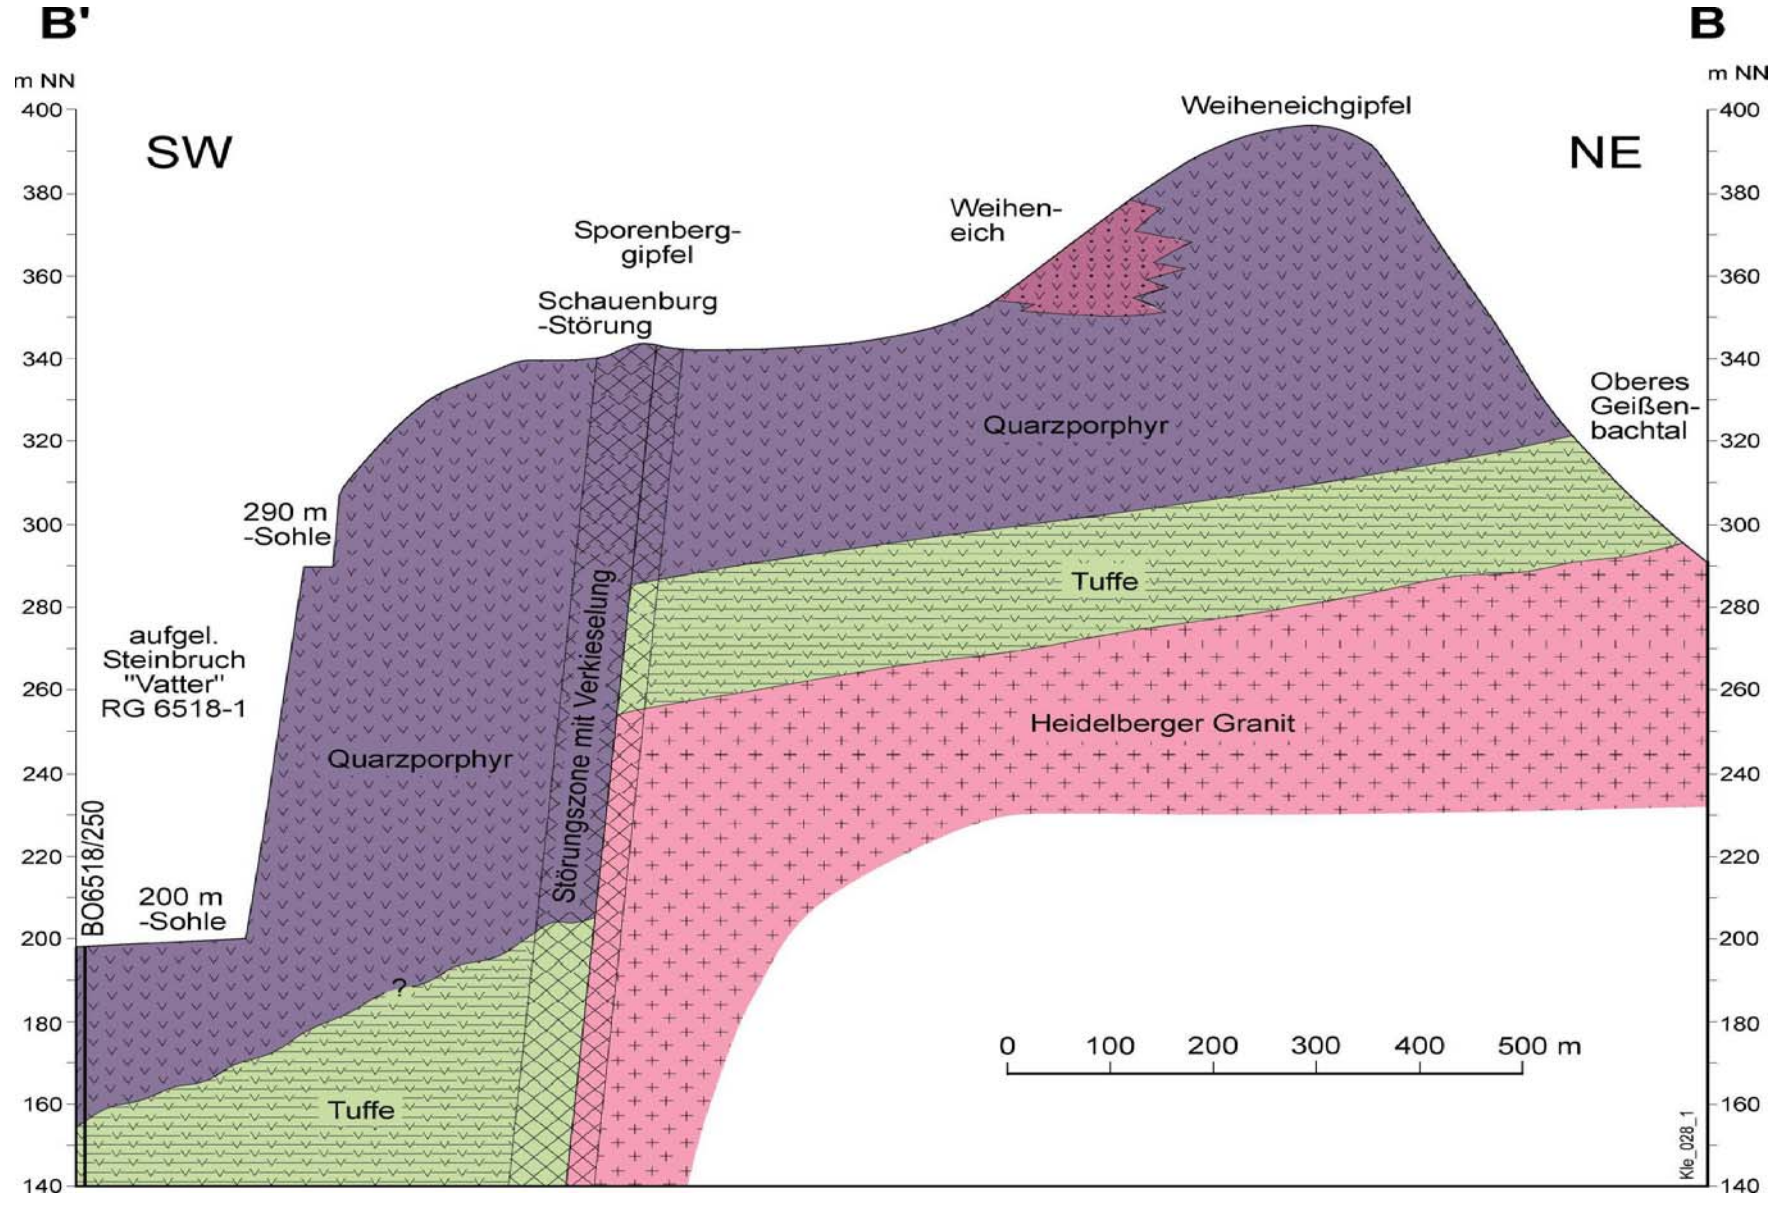 B'
B
m NN
m NN
400
380
360
340
320
300
280
260
240
220
200
180
160
140
400
380
360
340
320
300
280
260
240
220
200
180
160
140
SW
NE
Weiheneichgipfel
Weihen-
eich
Sporenberg-
gipfel
Schauenburg
-Störung
Oberes
Geißen-
bachtal
Quarzporphyr
290 m
-Sohle
Tuffe
aufgel.
Steinbruch
"Vatter"
RG 6518-1
Störungszone mit Verkieselung
Heidelberger Granit
Quarzporphyr
BO6518/250
200 m
-Sohle
?
Tuffe
0 100 200 300 400 500 m
Kle_028_1